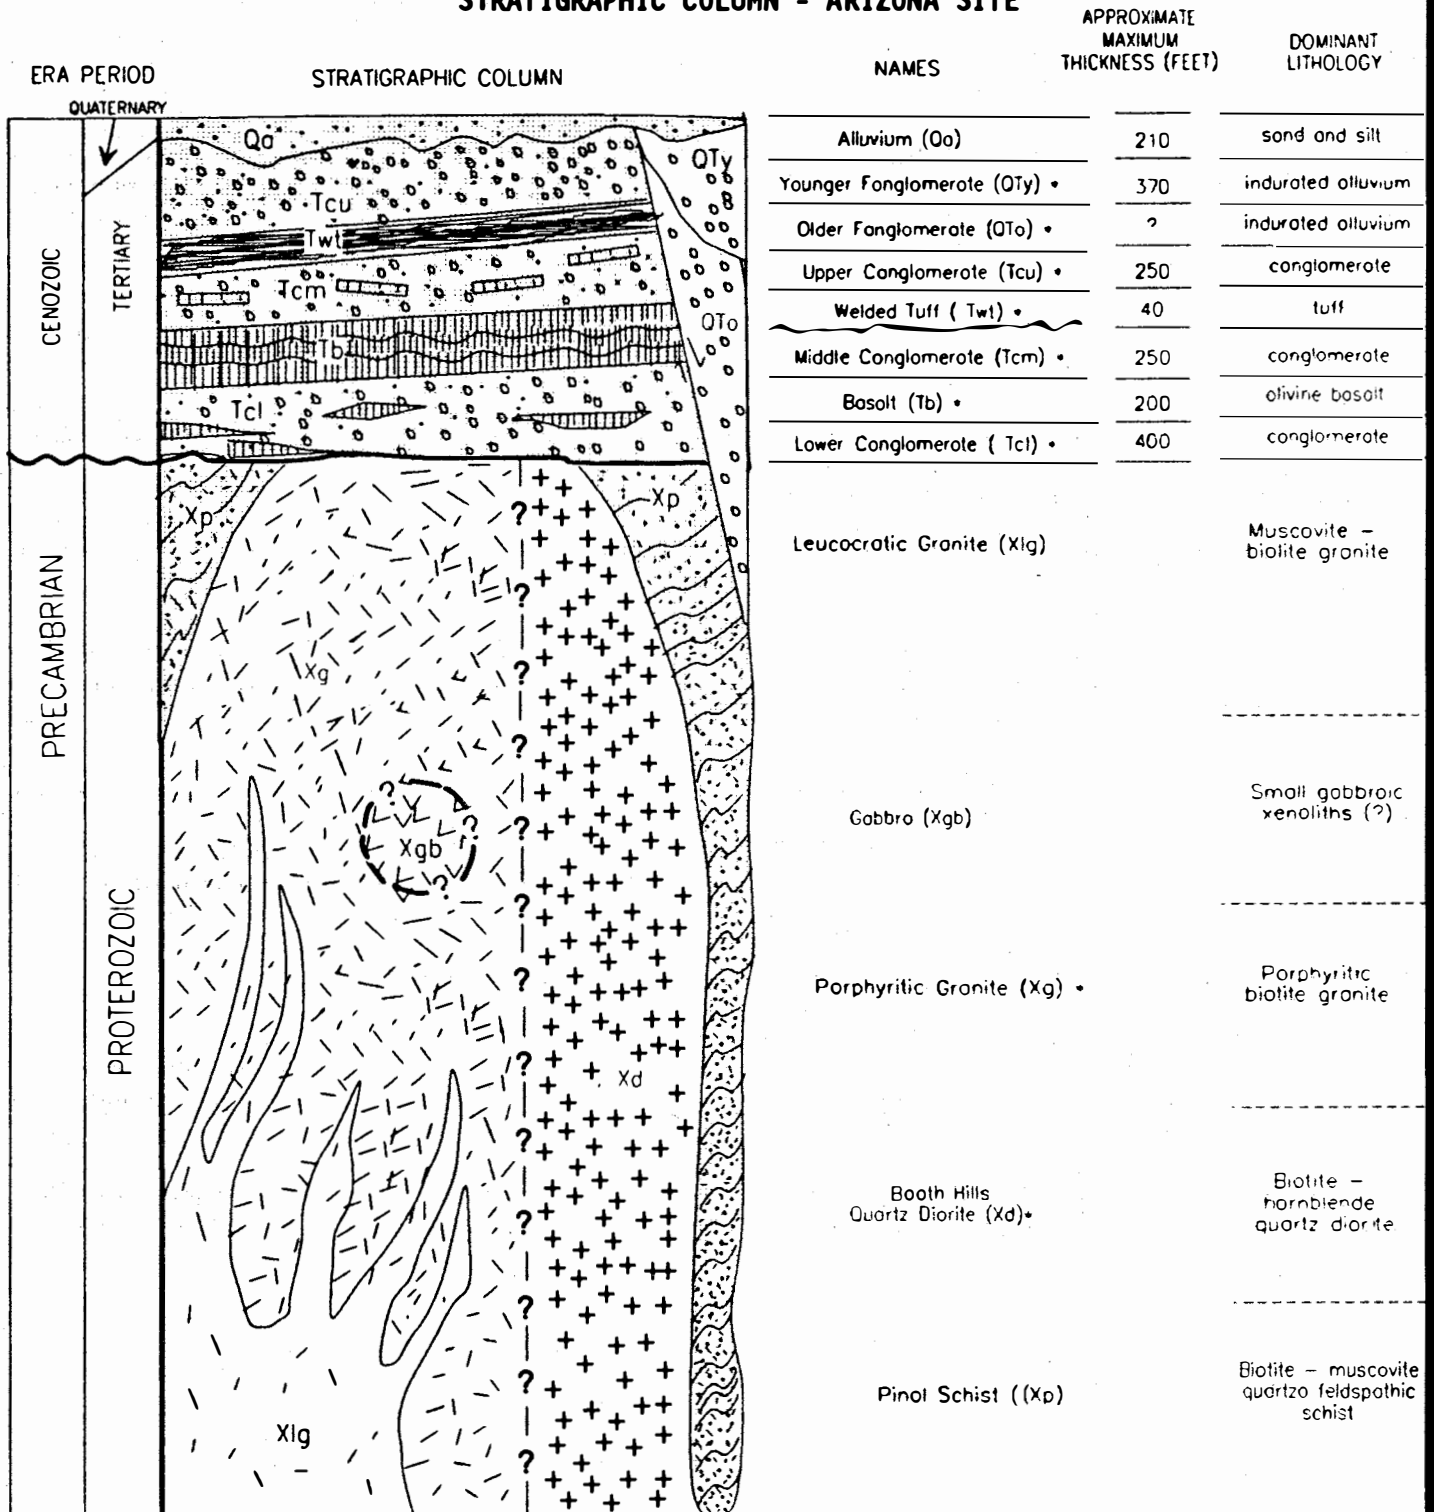 STRATIGRAPHIC COLUMN - ARIZONA SITE
ERA PERIOD
STRATIGRAPHIC COLUMN
NAMES
APPROXIMATE
MAXIMUM
THICKNESS (FEET)
DOMINANT
LITHOLOGY
QUATERNARY
CENOZOIC
TERTIARY
PRECAMBRIAN
PROTEROZOIC
Qa
QTy
Tcu
Twt
Tcm
QTo
Tb
Tcl
Xp
Xp
Xg
Xgb
Xd
Xlg
? ? ? ? ? ? ? ? ? ? ? ? ?
? ? ?
Alluvium (Qa) 210 sand and silt
Younger Fanglomerate (QTy) • 370 indurated alluvium
Older Fanglomerate (QTo) • ? indurated alluvium
Upper Conglomerate (Tcu) • 250 conglomerate
Welded Tuff ( Twt) • 40 tuff
Middle Conglomerate (Tcm) • 250 conglomerate
Basalt (Tb) • 200 olivine basalt
Lower Conglomerate ( Tcl) • 400 conglomerate
Leucocratic Granite (Xlg)
Muscovite –
biolite granite
Gabbro (Xgb)
Small gabbroic
xenoliths (?)
Porphyritic Granite (Xg) •
Porphyritic
biotite granite
Booth Hills
Quartz Diorite (Xd)•
Biotite –
hornblende
quartz diorite
Pinal Schist ((Xp)
Biotite – muscovite
quartzo feldspathic
schist